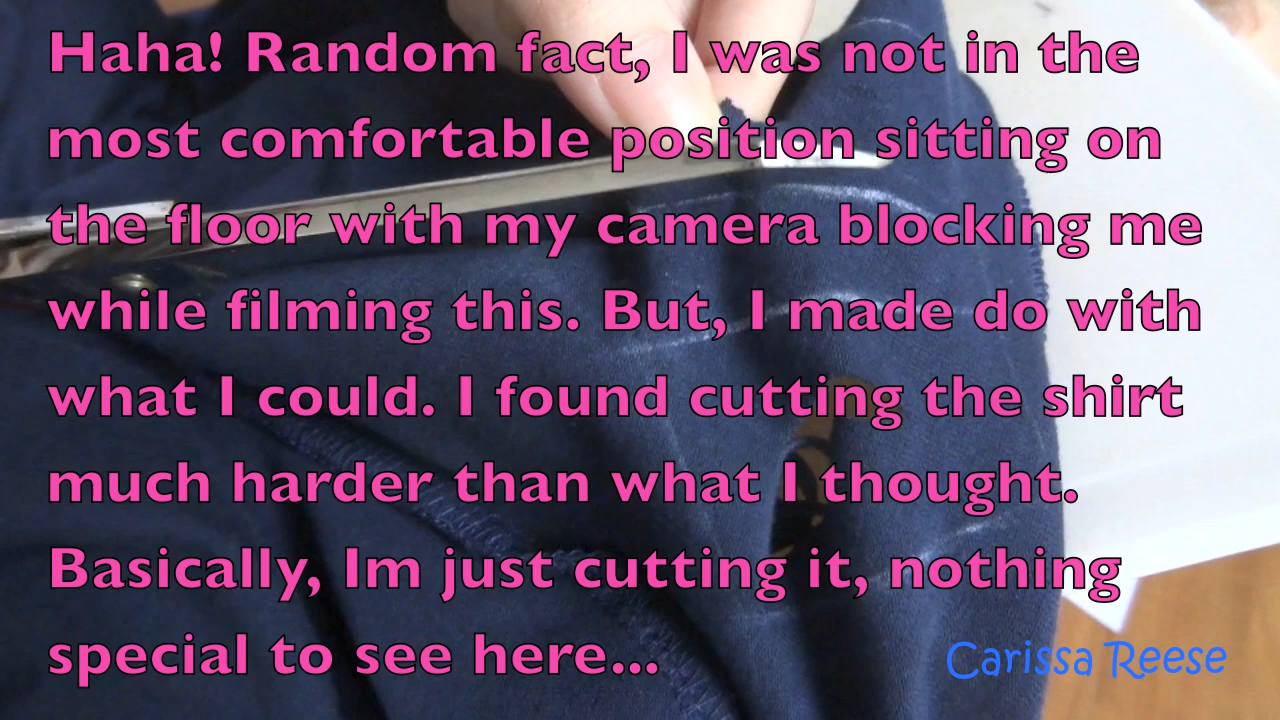 Haha! Random fact, I was not in the
most comfortable position sitting on
the floor with my camera blocking me
while filming this. But, I made do with
what I could. I found cutting the shirt
much harder than what I thought.
Basically, Im just cutting it, nothing
special to see here...
Carissa Reese